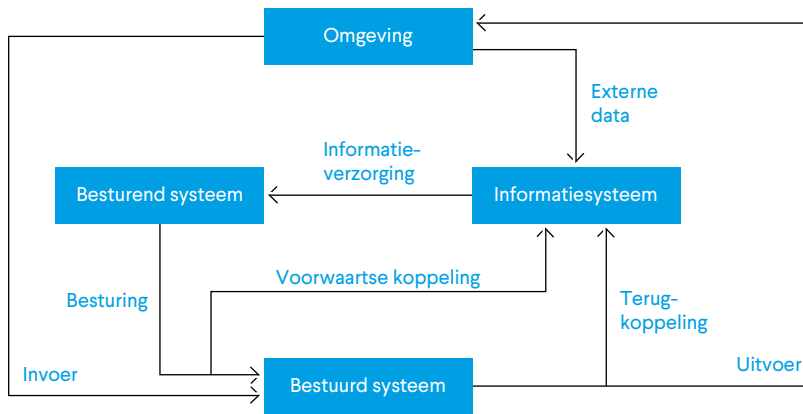 Omgeving
Externe
data
Informatie-
verzorging
Besturend systeem
Informatiesysteem
Voorwaartse koppeling
Besturing
Terug-
koppeling
Invoer
Bestuurd systeem
Uitvoer